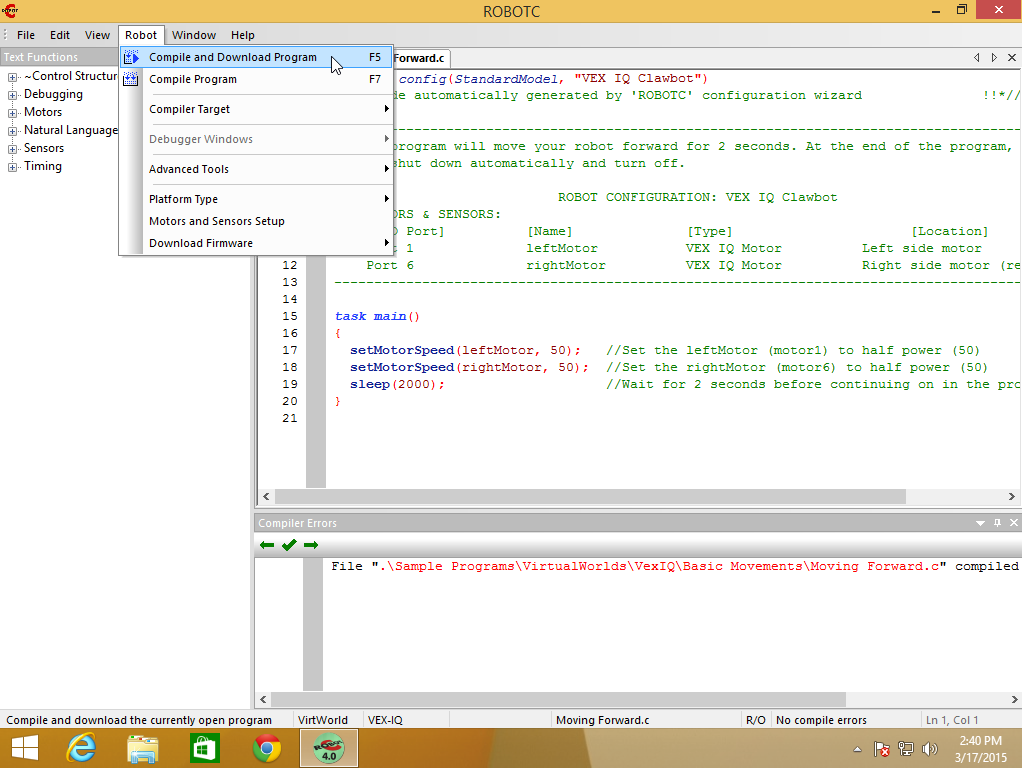 ROBOTC
File Edit View Robot Window Help
Text Functions
~Control Structur
Debugging
Motors
Natural Language
Sensors
Timing
Compile and Download Program F5
Compile Program F7
Compiler Target
Debugger Windows
Advanced Tools
Platform Type
Motors and Sensors Setup
Download Firmware
Forward.c
config(StandardModel, "VEX IQ Clawbot")
de automatically generated by 'ROBOTC' configuration wizard !!*//
program will move your robot forward for 2 seconds. At the end of the program,
shut down automatically and turn off.
ROBOT CONFIGURATION: VEX IQ Clawbot
RS & SENSORS:
Port] [Name] [Type] [Location]
1 leftMotor VEX IQ Motor Left side motor
12 Port 6 rightMotor VEX IQ Motor Right side motor (re
13 --------------------------------------------------------------------------------------
14
15 task main()
16 {
17 setMotorSpeed(leftMotor, 50); //Set the leftMotor (motor1) to half power (50)
18 setMotorSpeed(rightMotor, 50); //Set the rightMotor (motor6) to half power (50)
19 sleep(2000); //Wait for 2 seconds before continuing on in the pro
20 }
21
Compiler Errors
File ".\Sample Programs\VirtualWorlds\VexIQ\Basic Movements\Moving Forward.c" compiled
Compile and download the currently open program VirtWorld VEX-IQ Moving Forward.c R/O No compile errors Ln 1, Col 1
ROBOTC
4.0
2:40 PM
3/17/2015